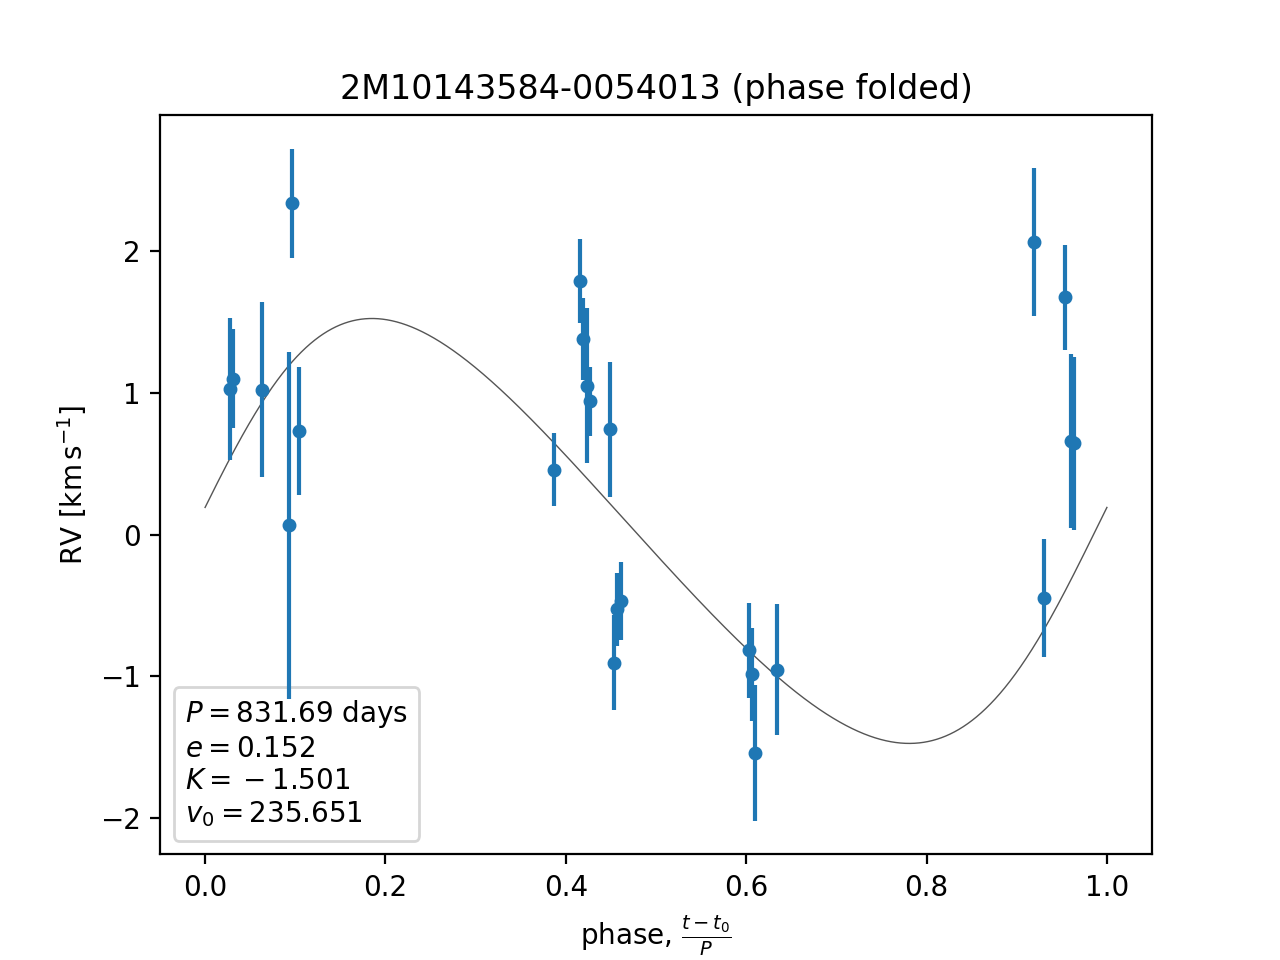 2M10143584-0054013 (phase folded)
RV [km s⁻¹]
2
1
0
−1
−2
P = 831.69 days
e = 0.152
K = −1.501
v₀ = 235.651
0.0 0.2 0.4 0.6 0.8 1.0
phase, (t − t₀)/P